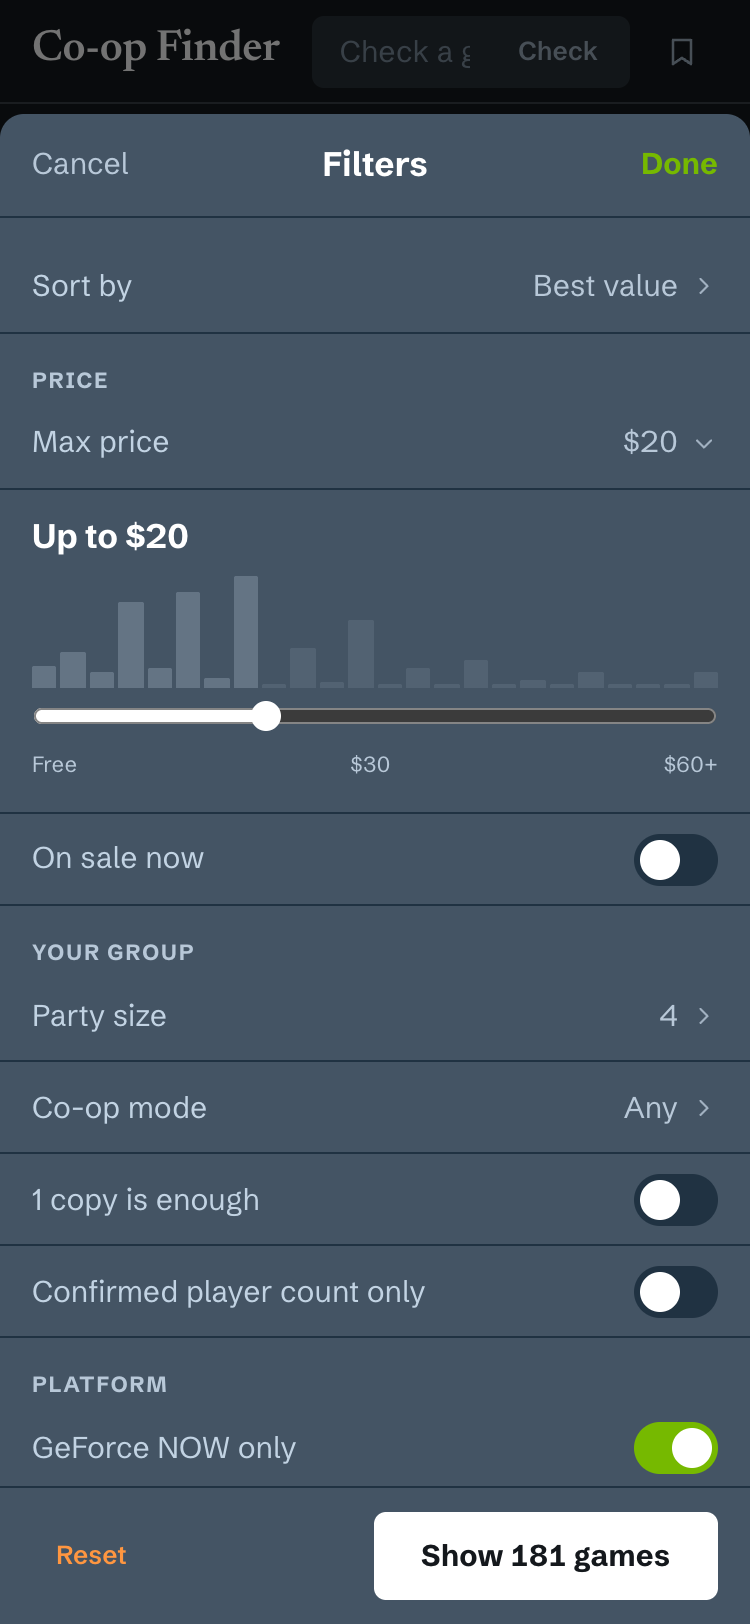 Co-op Finder
Check a
Check
Cancel
Filters
Done
Sort by
Best value
PRICE
Max price
$20
Up to $20
Free
$30
$60+
On sale now
YOUR GROUP
Party size
4
Co-op mode
Any
1 copy is enough
Confirmed player count only
PLATFORM
GeForce NOW only
Reset
Show 181 games